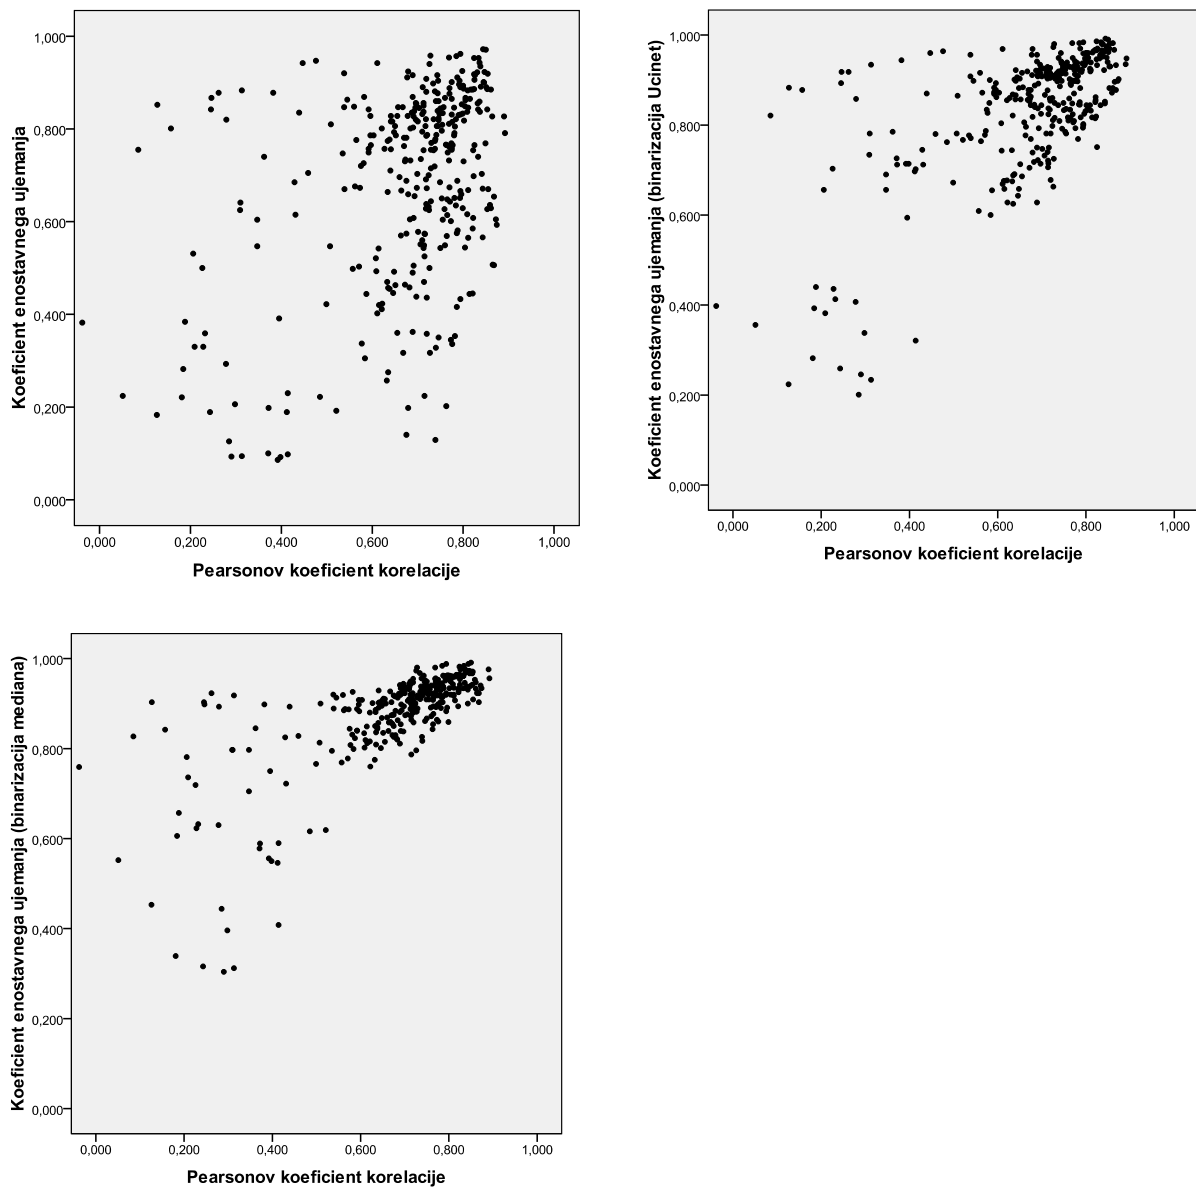 Koeficient enostavnega ujemanja
1,000
0,800
0,600
0,400
0,200
0,000
0,000 0,200 0,400 0,600 0,800 1,000
Pearsonov koeficient korelacije
Koeficient enostavnega ujemanja (binarizacija Ucinet)
1,000
0,800
0,600
0,400
0,200
0,000
0,000 0,200 0,400 0,600 0,800 1,000
Pearsonov koeficient korelacije
Koeficient enostavnega ujemanja (binarizacija mediana)
1,000
0,800
0,600
0,400
0,200
0,000
0,000 0,200 0,400 0,600 0,800 1,000
Pearsonov koeficient korelacije